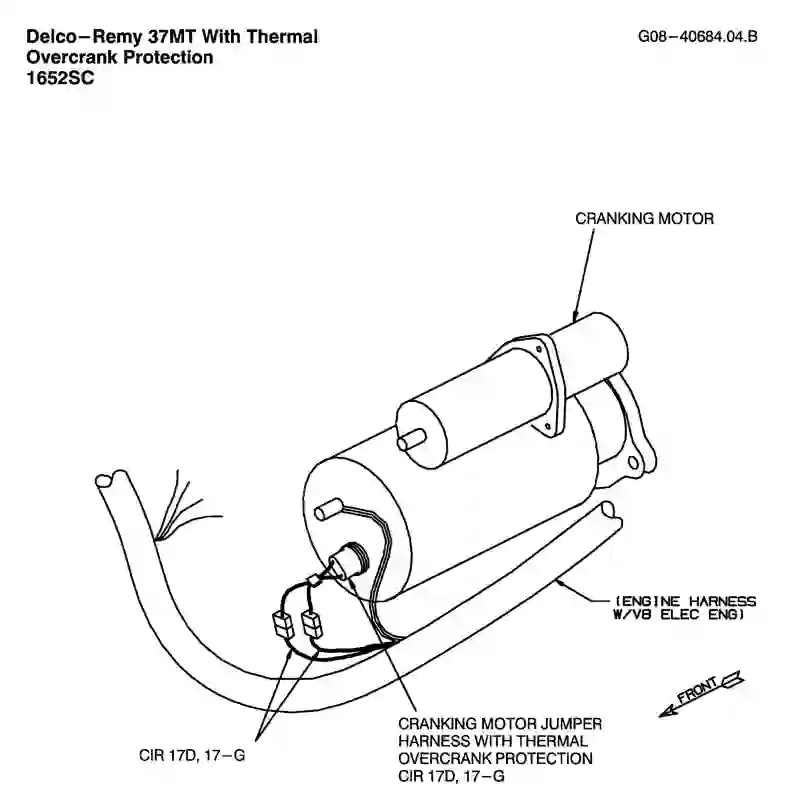 Delco-Remy 37MT With Thermal
Overcrank Protection
1652SC
G08-40684.04.B
CRANKING MOTOR
(ENGINE HARNESS
W/V8 ELEC ENG)
FRONT
CRANKING MOTOR JUMPER
HARNESS WITH THERMAL
OVERCRANK PROTECTION
CIR 17D, 17-G
CIR 17D, 17-G